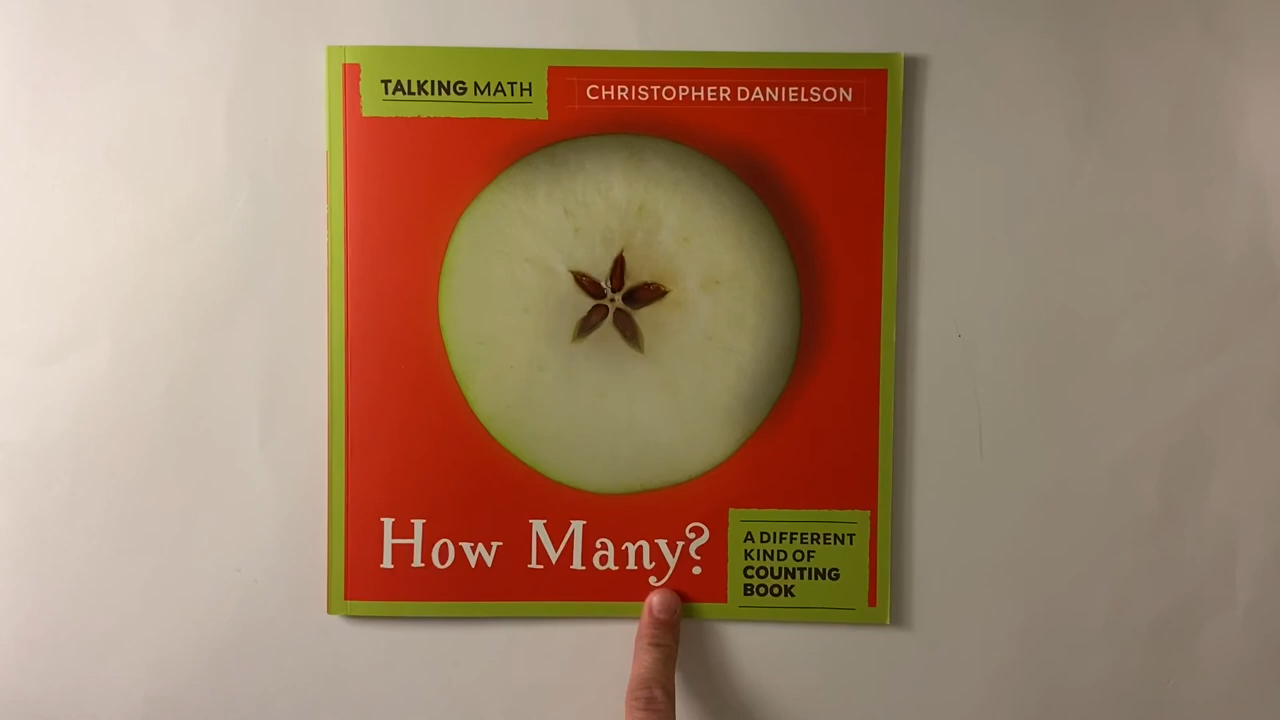 TALKING MATH
CHRISTOPHER DANIELSON
How Many?
A DIFFERENT
KIND OF
COUNTING
BOOK